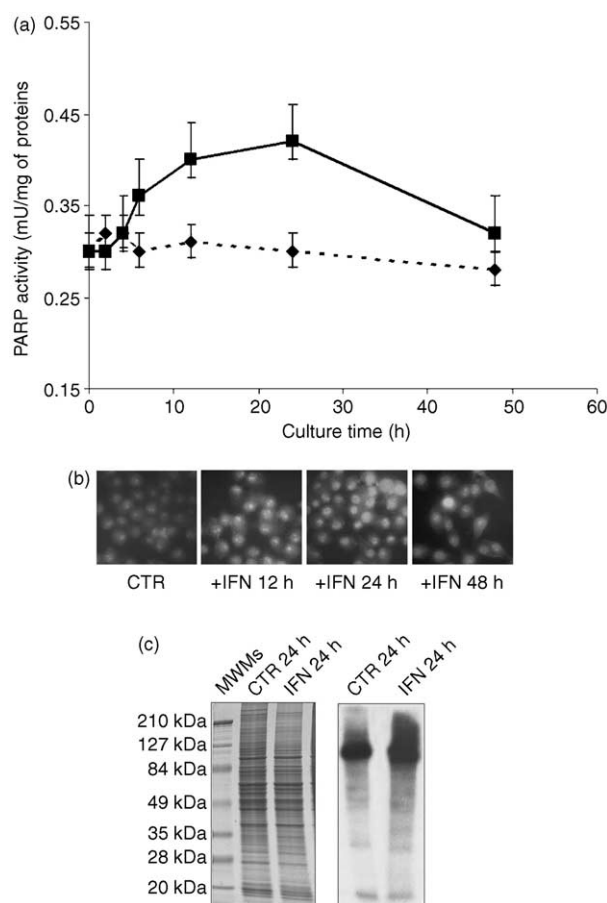 (a)
0.55
0.45
0.35
0.25
0.15
PARP activity (mU/mg of proteins)
0 10 20 30 40 50 60
Culture time (h)
(b)
CTR +IFN 12 h +IFN 24 h +IFN 48 h
(c)
MWMs CTR 24 h IFN 24 h CTR 24 h IFN 24 h
210 kDa
127 kDa
84 kDa
49 kDa
35 kDa
28 kDa
20 kDa